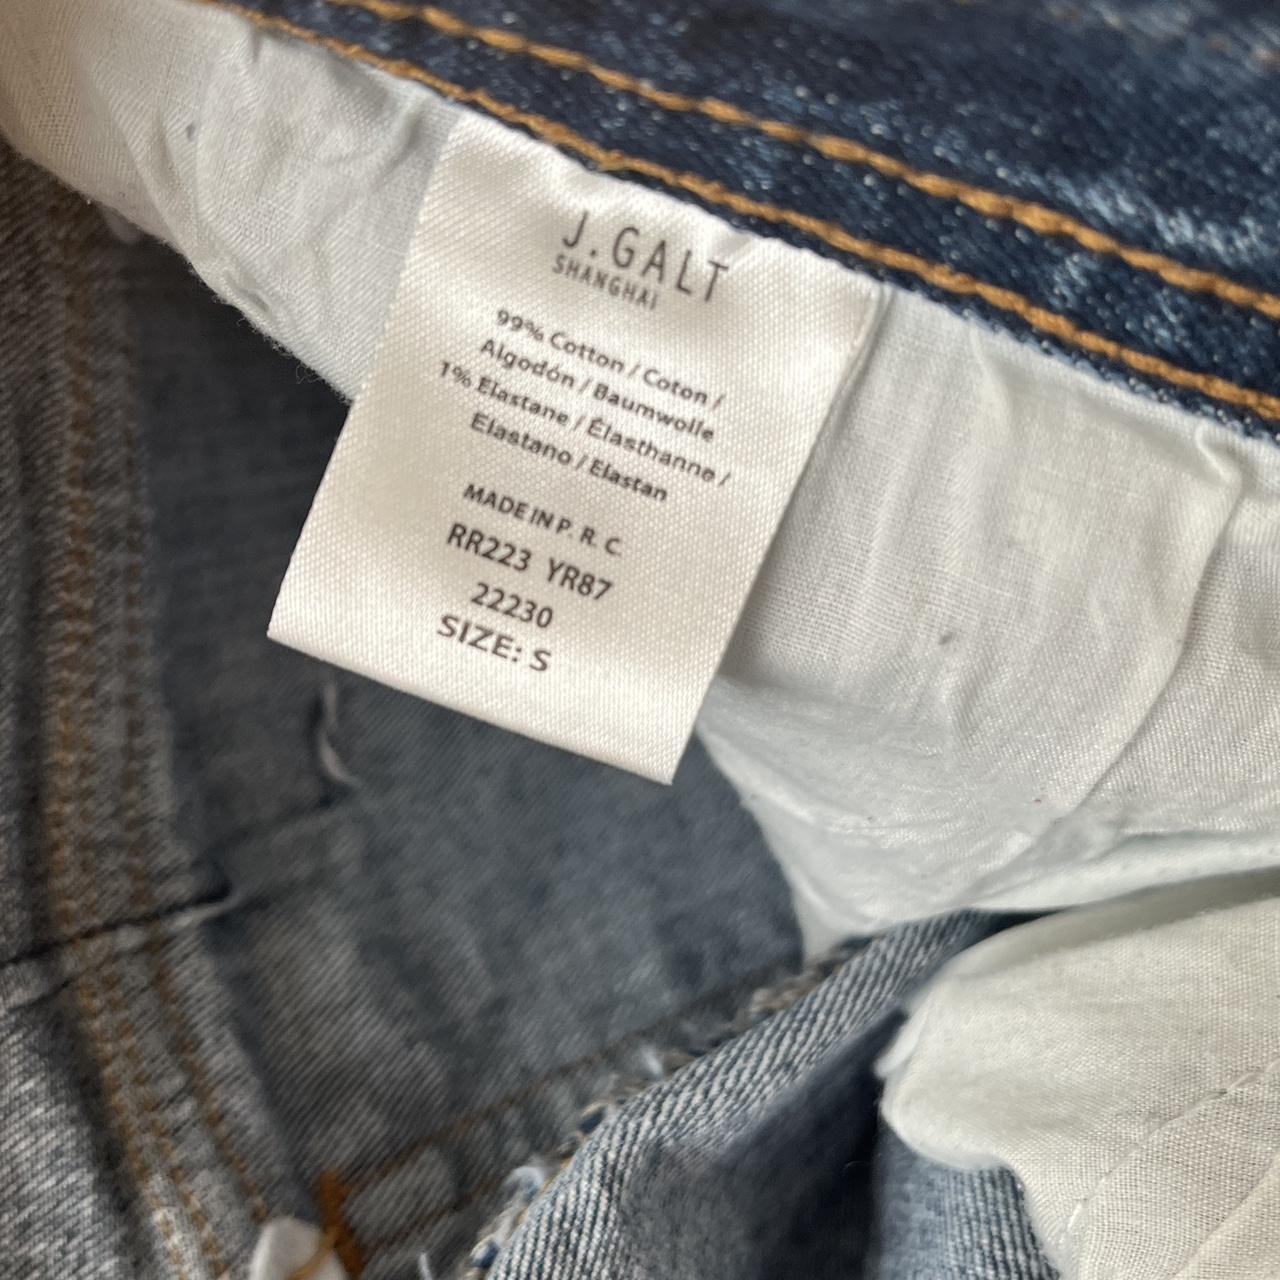 J.GALT
SHANGHAI
99% Cotton / Coton /
Algodón / Baumwolle
1% Elastane / Élasthanne /
Elastano / Elastan
MADE IN P. R. C.
RR223 YR87
22230
SIZE: S